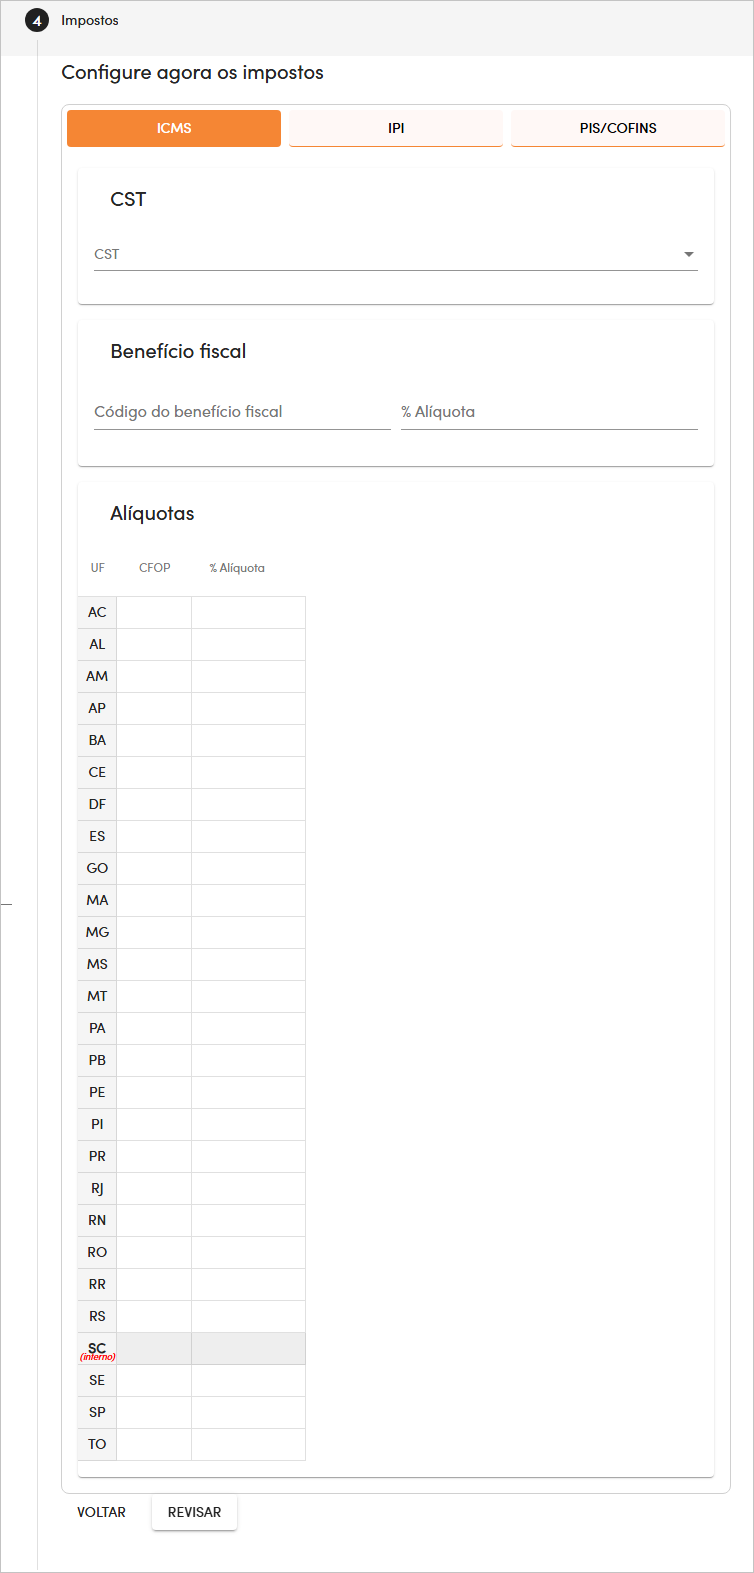 4 Impostos
Configure agora os impostos
ICMS IPI PIS/COFINS
CST
CST
Benefício fiscal
Código do benefício fiscal % Alíquota
Alíquotas
UF CFOP % Alíquota
AC
AL
AM
AP
BA
CE
DF
ES
GO
MA
MG
MS
MT
PA
PB
PE
PI
PR
RJ
RN
RO
RR
RS
SC
(interno)
SE
SP
TO
VOLTAR REVISAR